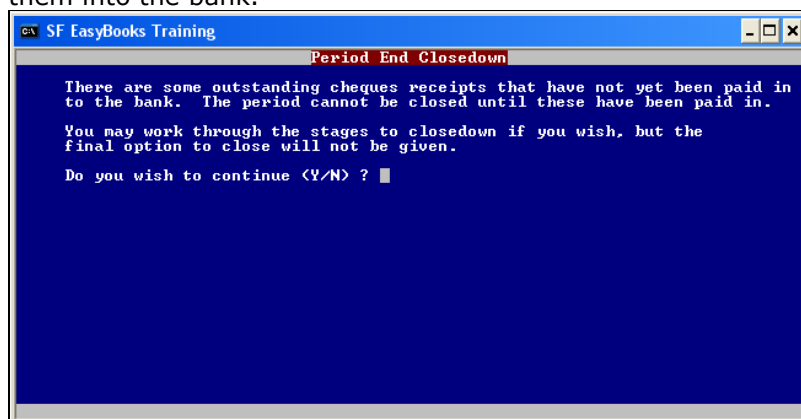 them into the bank.
SF EasyBooks Training
Period End Closedown
There are some outstanding cheques receipts that have not yet been paid in
to the bank. The period cannot be closed until these have been paid in.
You may work through the stages to closedown if you wish, but the
final option to close will not be given.
Do you wish to continue (Y/N) ?